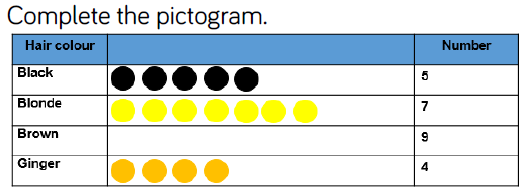 Complete the pictogram.
Hair colour Number
Black 5
Blonde 7
Brown 9
Ginger 4